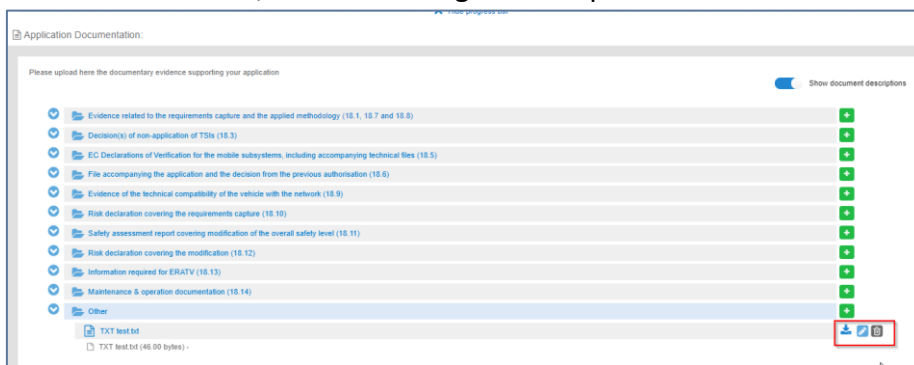 Hide progress bar
Application Documentation:
Please upload here the documentary evidence supporting your application
Show document descriptions
Evidence related to the requirements capture and the applied methodology (18.1, 18.7 and 18.8)
Decision(s) of non-application of TSIs (18.3)
EC Declarations of Verification for the mobile subsystems, including accompanying technical files (18.5)
File accompanying the application and the decision from the previous authorisation (18.6)
Evidence of the technical compatibility of the vehicle with the network (18.9)
Risk declaration covering the requirements capture (18.10)
Safety assessment report covering modification of the overall safety level (18.11)
Risk declaration covering the modification (18.12)
Information required for ERATV (18.13)
Maintenance & operation documentation (18.14)
Other
TXT test.txt
TXT test.txt (46.00 bytes) -